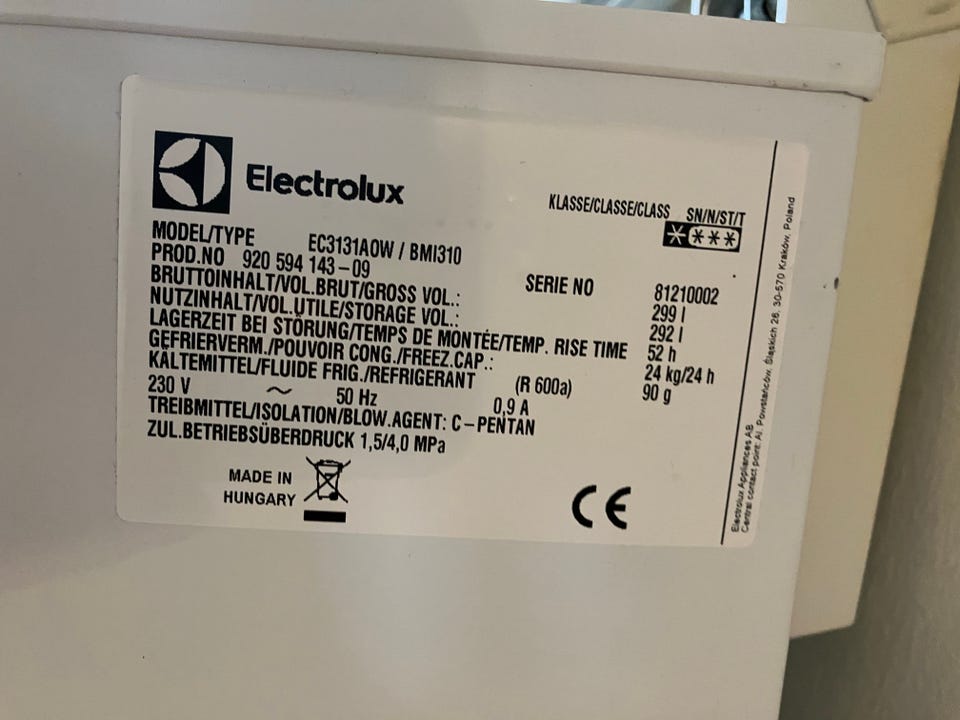 Electrolux
KLASSE/CLASSE/CLASS SN/N/ST/T
MODEL/TYPE EC3131AOW / BMI310
PROD.NO 920 594 143-09 SERIE NO 81210002
BRUTTOINHALT/VOL.BRUT/GROSS VOL.: 299 l
NUTZINHALT/VOL.UTILE/STORAGE VOL.: 292 l
LAGERZEIT BEI STÖRUNG/TEMPS DE MONTÉE/TEMP. RISE TIME 52 h
GEFRIERVERM./POUVOIR CONG./FREEZ.CAP.: 24 kg/24 h
KÄLTEMITTEL/FLUIDE FRIG./REFRIGERANT (R 600a) 90 g
230 V ~ 50 Hz 0,9 A
TREIBMITTEL/ISOLATION/BLOW.AGENT: C-PENTAN
ZUL.BETRIEBSÜBERDRUCK 1,5/4,0 MPa
MADE IN
HUNGARY
CE
Electrolux Appliances AB
Central contact point: Al. Powstańców, Śląskich 26, 30-570 Kraków, Poland